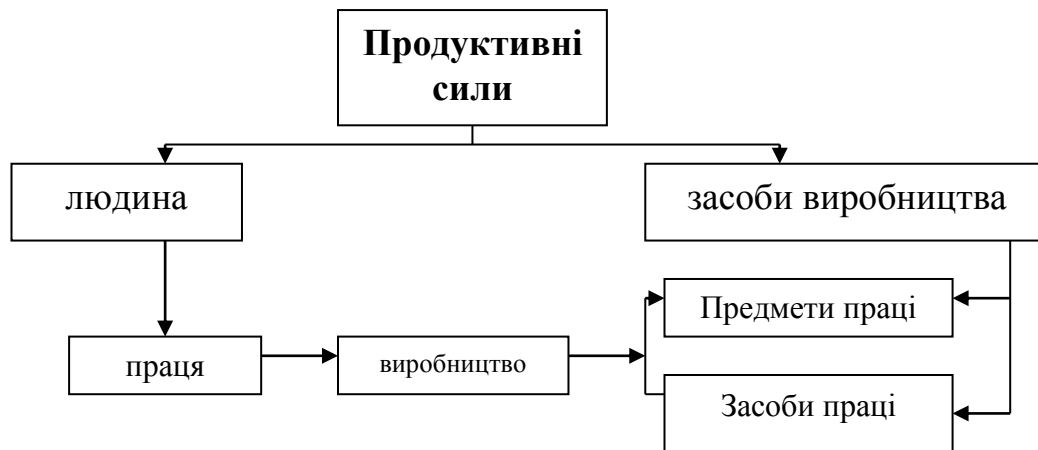 Продуктивні
сили
людина
засоби виробництва
Предмети праці
праця
виробництво
Засоби праці